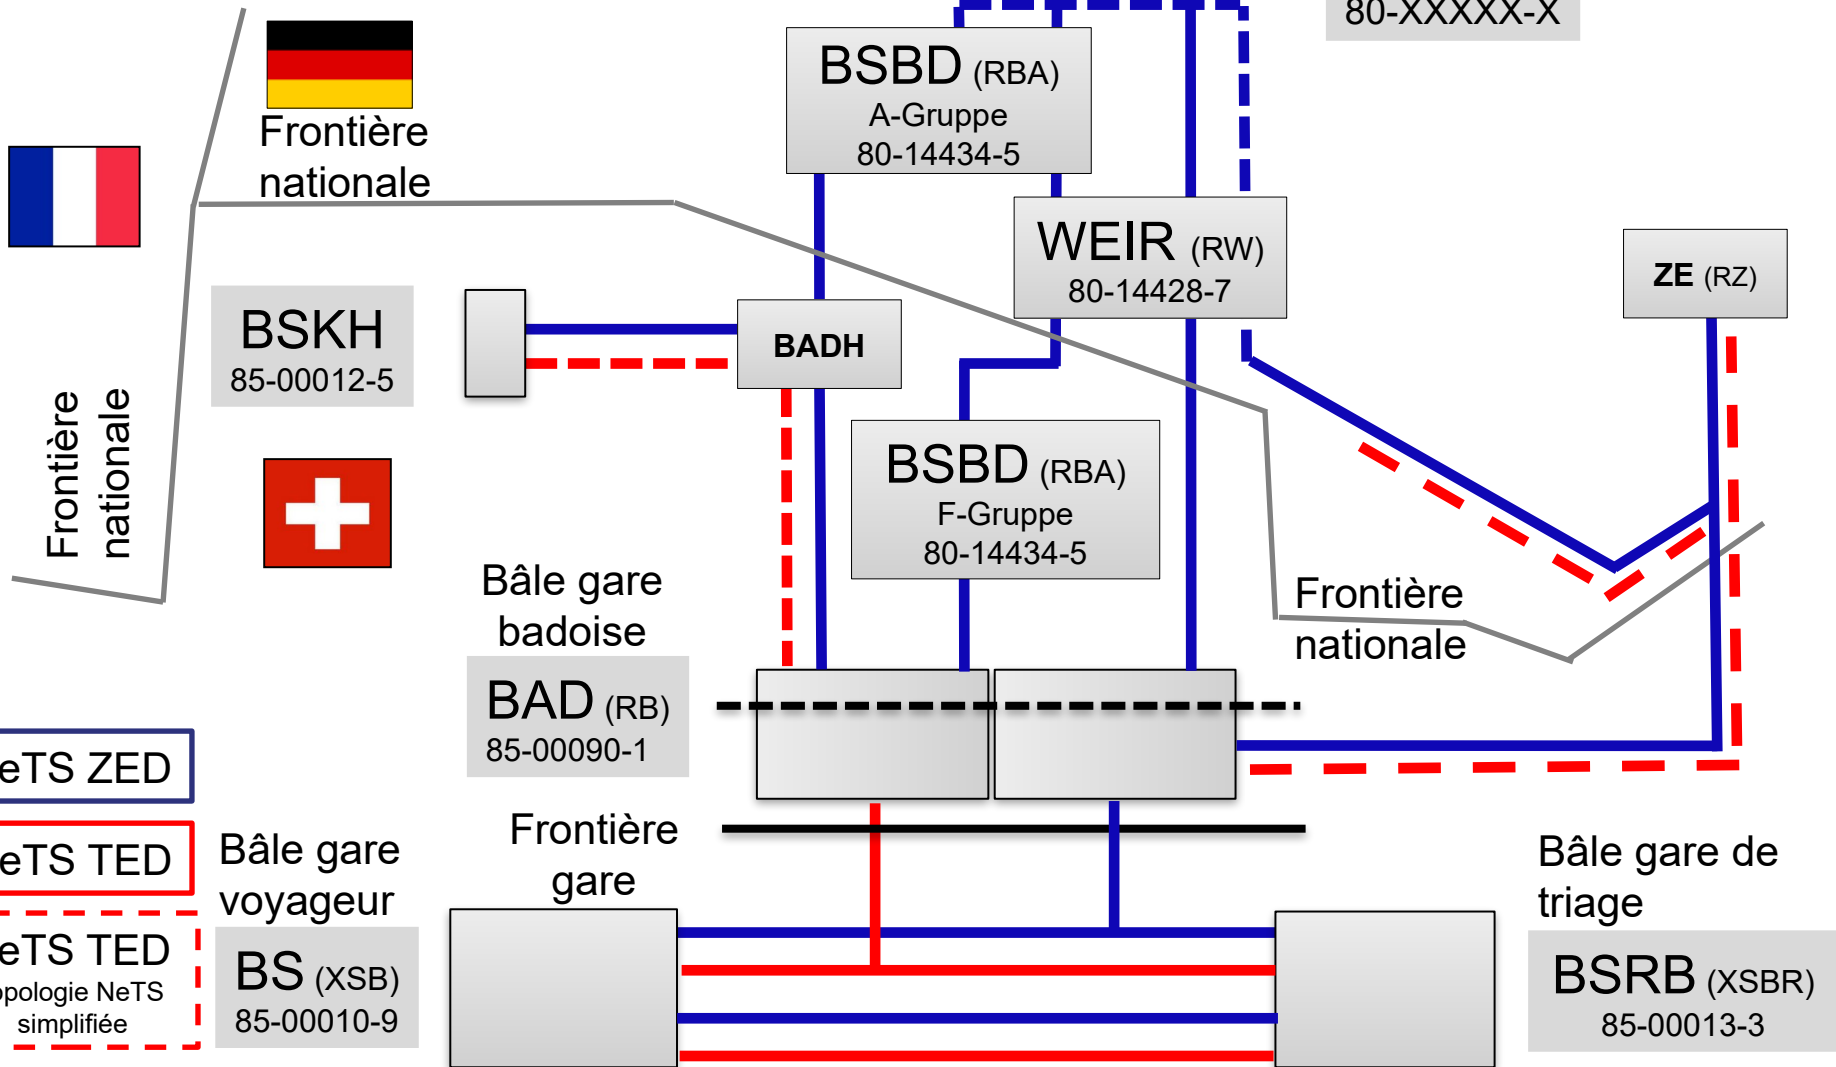 80-XXXXX-X
BSBD (RBA)
A-Gruppe
80-14434-5
Frontière
nationale
WEIR (RW)
80-14428-7
ZE (RZ)
BSKH
85-00012-5
BADH
Frontière
nationale
BSBD (RBA)
F-Gruppe
80-14434-5
Bâle gare
badoise
BAD (RB)
85-00090-1
Frontière
nationale
eTS ZED
eTS TED
eTS TED
opologie NeTS
simplifiée
Bâle gare
voyageur
BS (XSB)
85-00010-9
Frontière
gare
Bâle gare de
triage
BSRB (XSBR)
85-00013-3